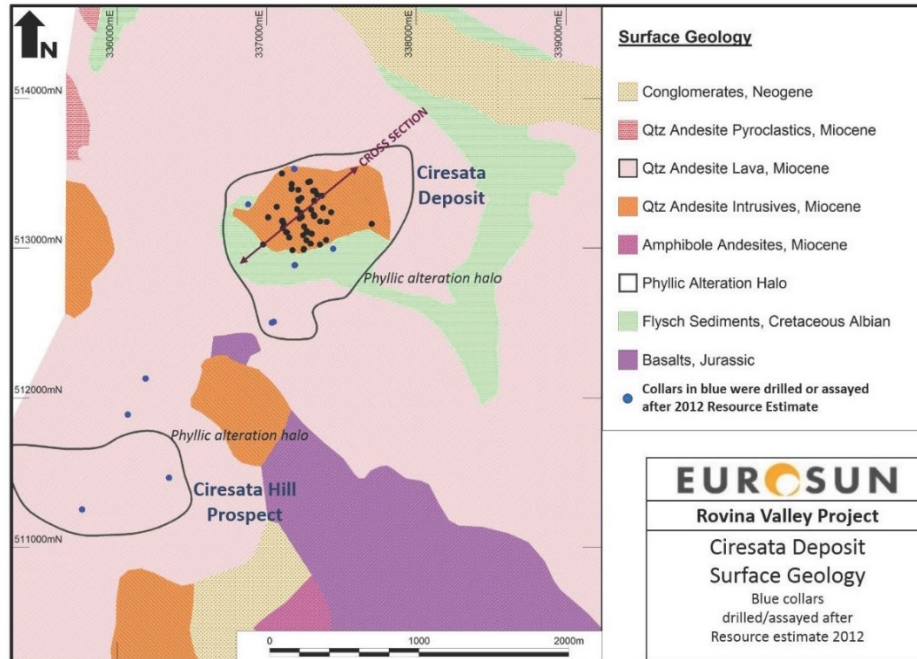 N
336000mE
337000mE
338000mE
339000mE
514000mN
513000mN
512000mN
511000mN
CROSS SECTION
Ciresata
Deposit
Phyllic alteration halo
Phyllic alteration halo
Ciresata Hill
Prospect
0
1000
2000m
Surface Geology
Conglomerates, Neogene
Qtz Andesite Pyroclastics, Miocene
Qtz Andesite Lava, Miocene
Qtz Andesite Intrusives, Miocene
Amphibole Andesites, Miocene
Phyllic Alteration Halo
Flysch Sediments, Cretaceous Albian
Basalts, Jurassic
Collars in blue were drilled or assayed
after 2012 Resource Estimate
EUROSUN
Rovina Valley Project
Ciresata Deposit
Surface Geology
Blue collars
drilled/assayed after
Resource estimate 2012